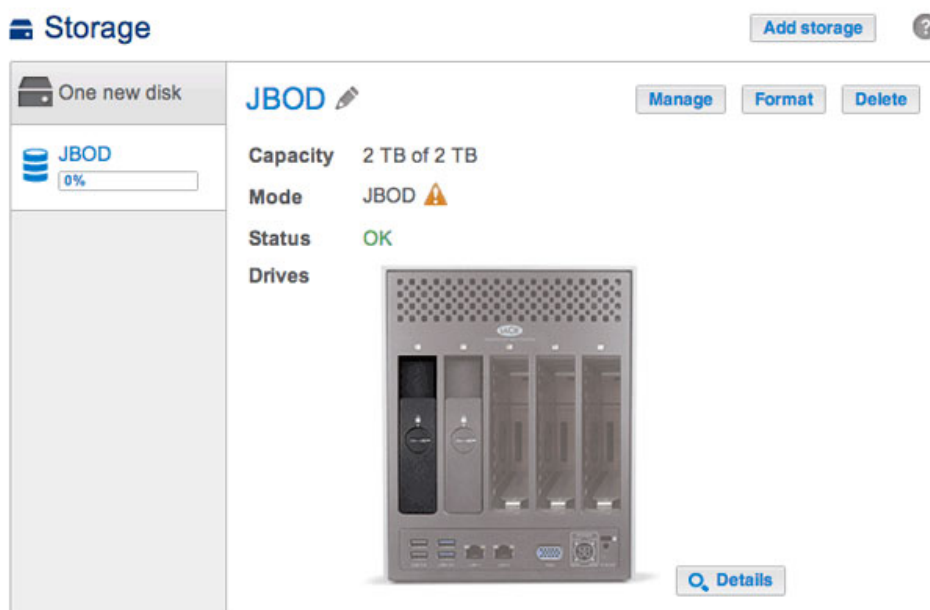 Storage
Add storage
?
One new disk
JBOD
0%
JBOD
Manage
Format
Delete
Capacity 2 TB of 2 TB
Mode JBOD
Status OK
Drives
LACIE
Details